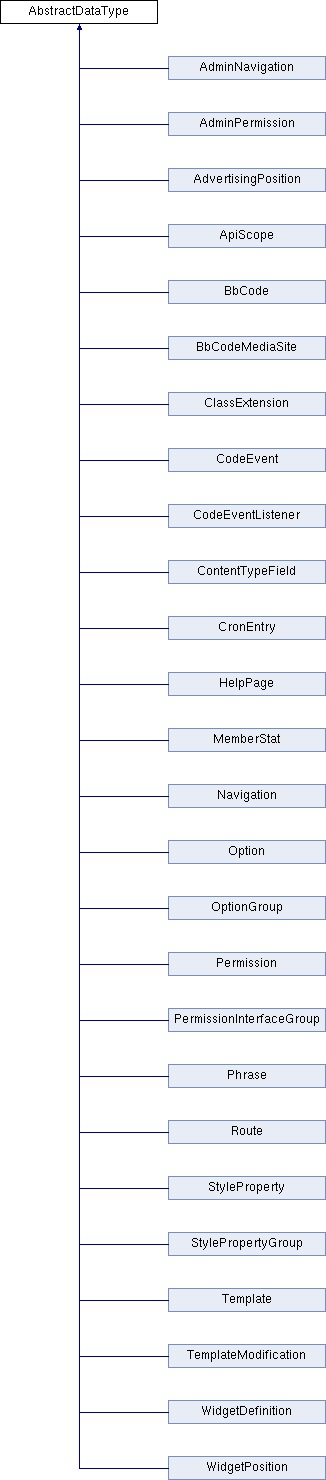 AbstractDataType
AdminNavigation
AdminPermission
AdvertisingPosition
ApiScope
BbCode
BbCodeMediaSite
ClassExtension
CodeEvent
CodeEventListener
ContentTypeField
CronEntry
HelpPage
MemberStat
Navigation
Option
OptionGroup
Permission
PermissionInterfaceGroup
Phrase
Route
StyleProperty
StylePropertyGroup
Template
TemplateModification
WidgetDefinition
WidgetPosition